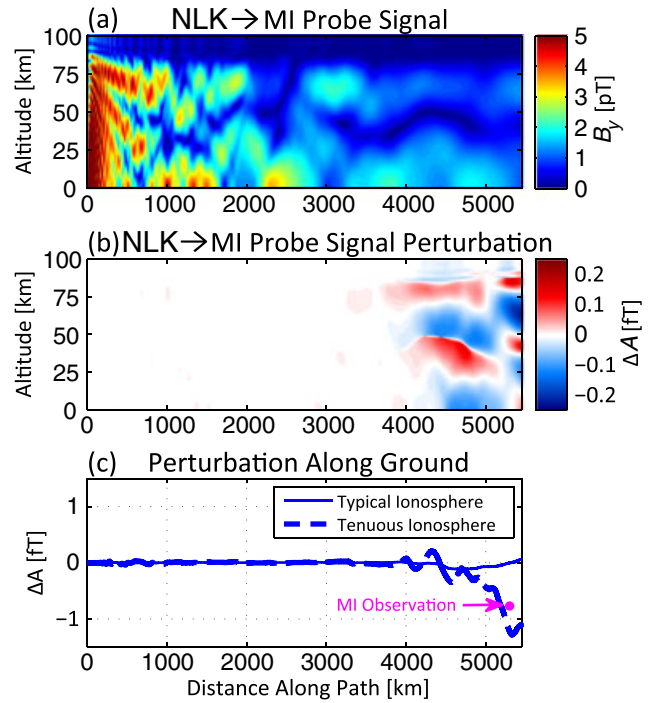 (a) NLK→MI Probe Signal
100
75
50
25
0
Altitude [km]
0 1000 2000 3000 4000 5000
5
4
3
2
1
0
By [pT]
(b)NLK→MI Probe Signal Perturbation
100
75
50
25
0
Altitude [km]
0 1000 2000 3000 4000 5000
0.2
0.1
0
−0.1
−0.2
ΔA [fT]
(c) Perturbation Along Ground
1
0
−1
ΔA [fT]
Typical Ionosphere
Tenuous Ionosphere
MI Observation
0 1000 2000 3000 4000 5000
Distance Along Path [km]